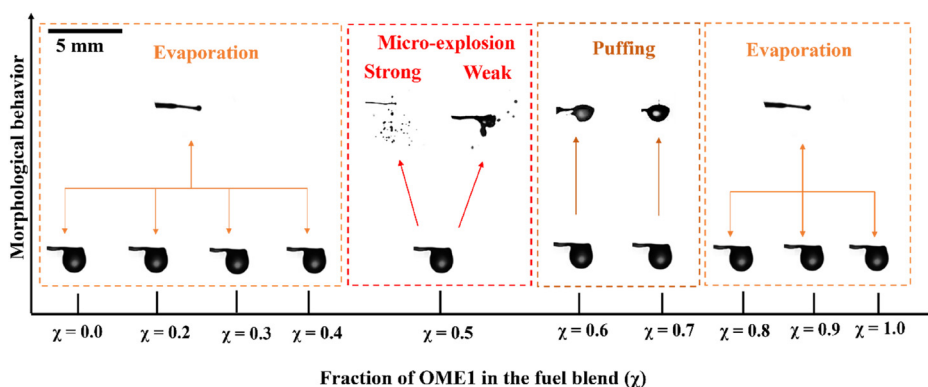 Morphological behavior
5 mm
Evaporation
Micro-explosion
Strong Weak
Puffing
Evaporation
χ = 0.0 χ = 0.2 χ = 0.3 χ = 0.4 χ = 0.5 χ = 0.6 χ = 0.7 χ = 0.8 χ = 0.9 χ = 1.0
Fraction of OME1 in the fuel blend (χ)